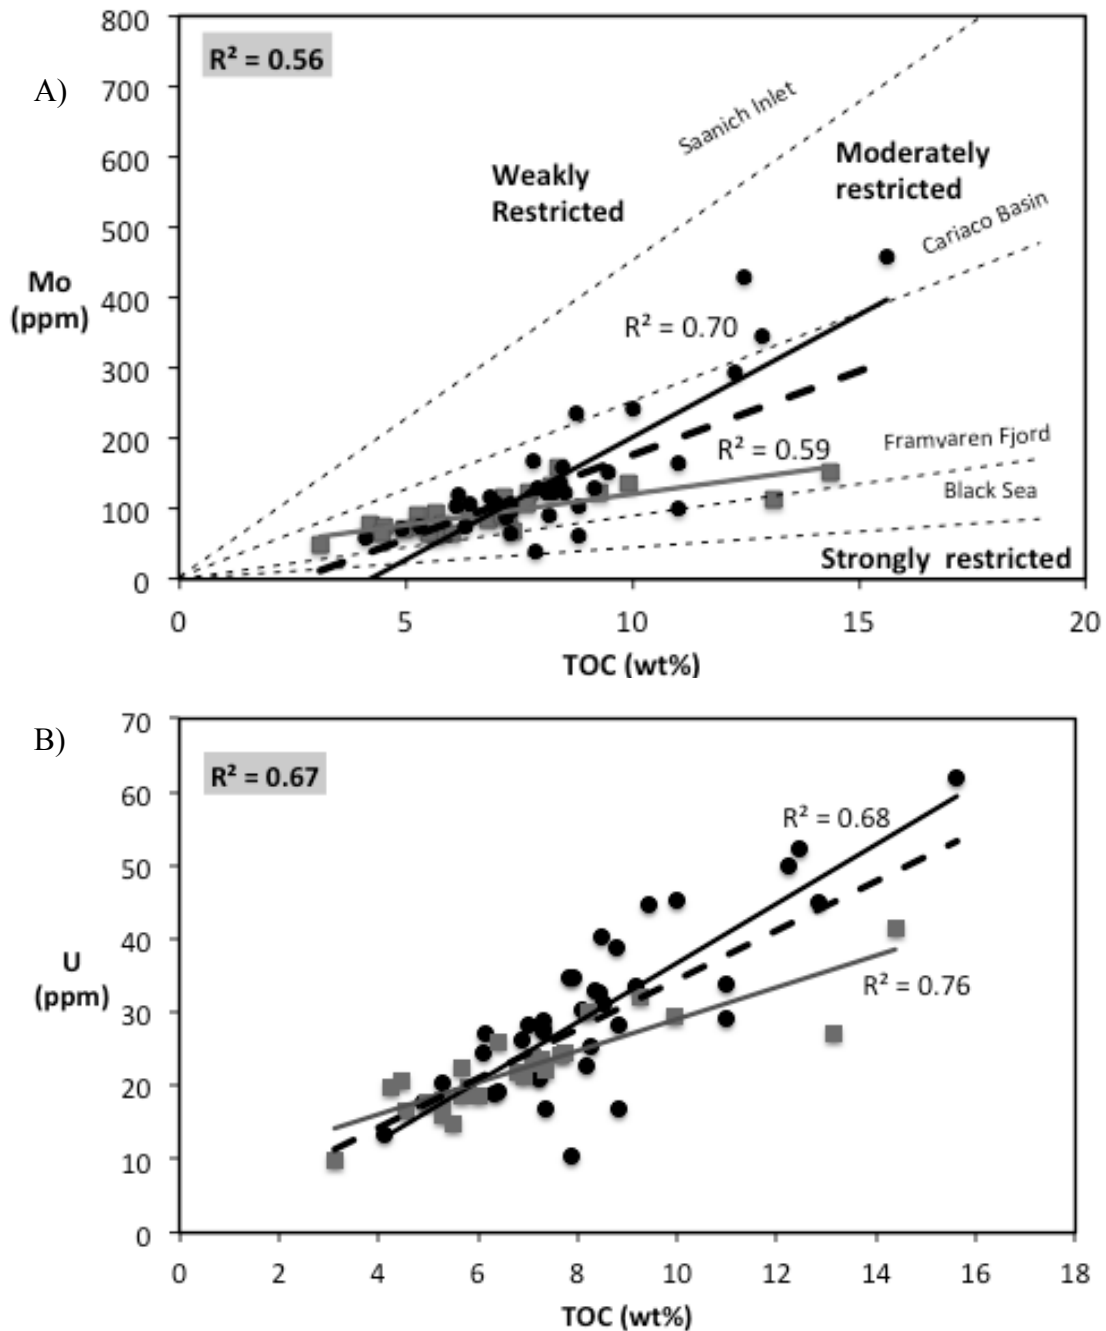 A)
R² = 0.56
800
700
600
500
400
300
200
100
0
Mo
(ppm)
Saanich Inlet
Weakly
Restricted
Moderately
restricted
Cariaco Basin
R² = 0.70
R² = 0.59
Framvaren Fjord
Black Sea
Strongly restricted
0 5 10 15 20
TOC (wt%)
B)
R² = 0.67
70
60
50
40
30
20
10
0
U
(ppm)
R² = 0.68
R² = 0.76
0 2 4 6 8 10 12 14 16 18
TOC (wt%)